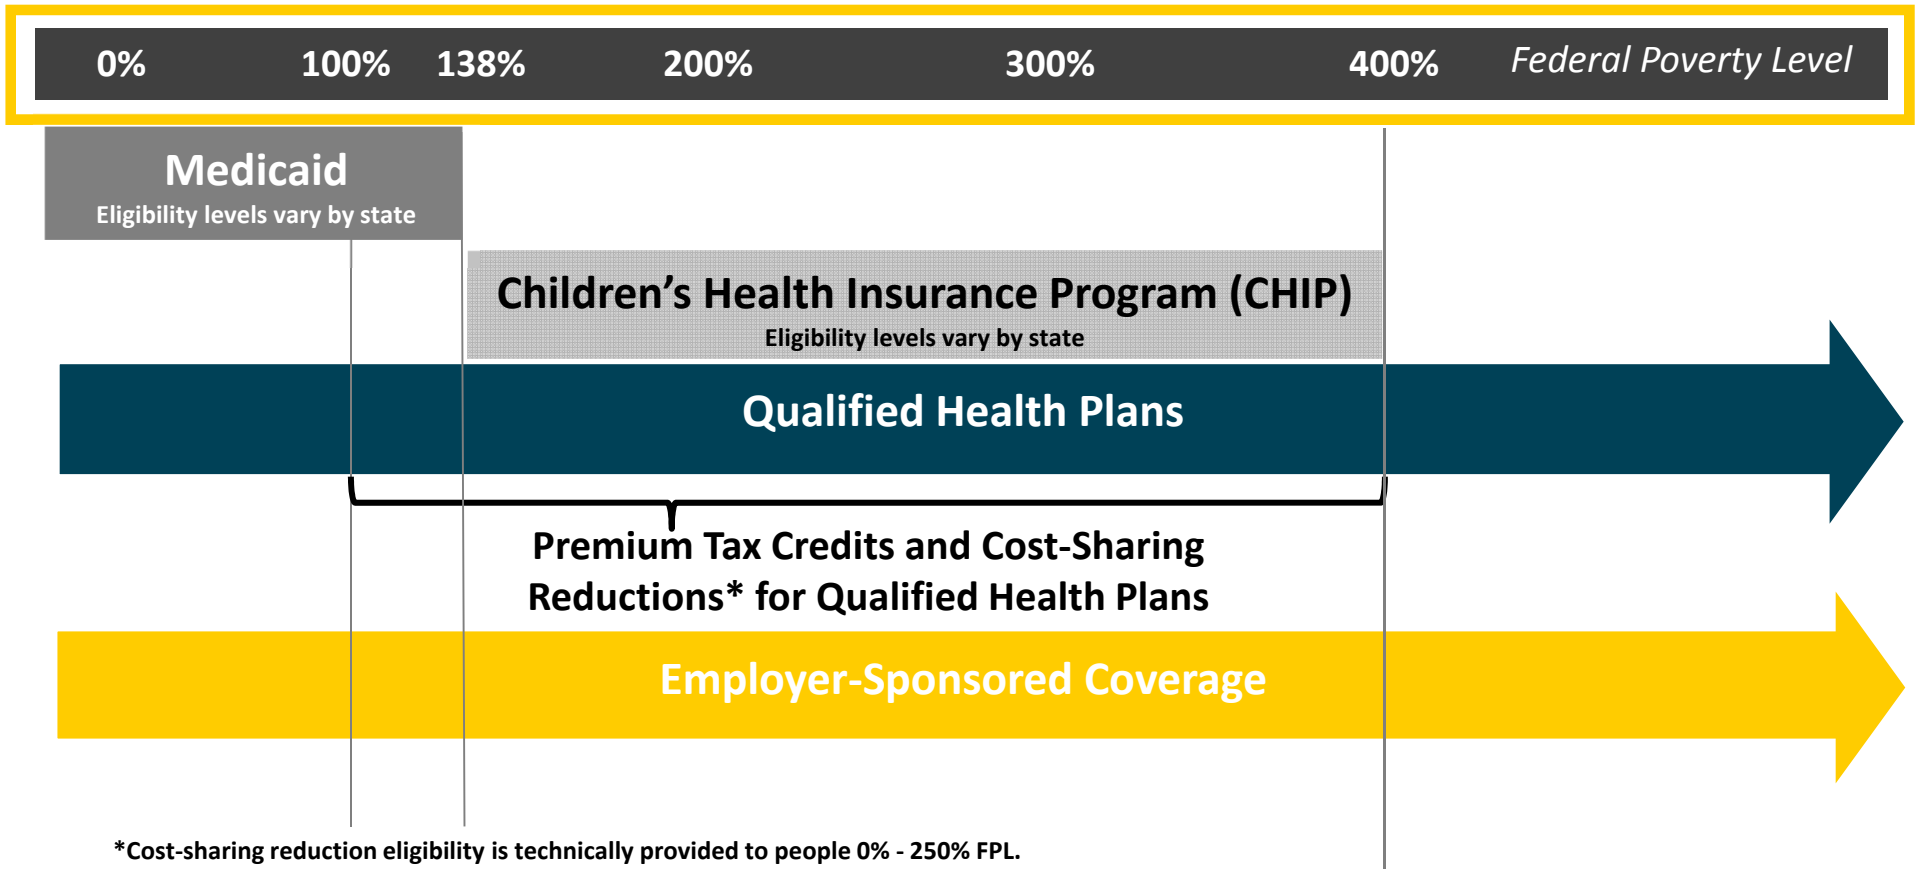 0% 100% 138% 200% 300% 400% Federal Poverty Level
Medicaid
Eligibility levels vary by state
Children’s Health Insurance Program (CHIP)
Eligibility levels vary by state
Qualified Health Plans
Premium Tax Credits and Cost-Sharing
Reductions* for Qualified Health Plans
Employer-Sponsored Coverage
*Cost-sharing reduction eligibility is technically provided to people 0% - 250% FPL.